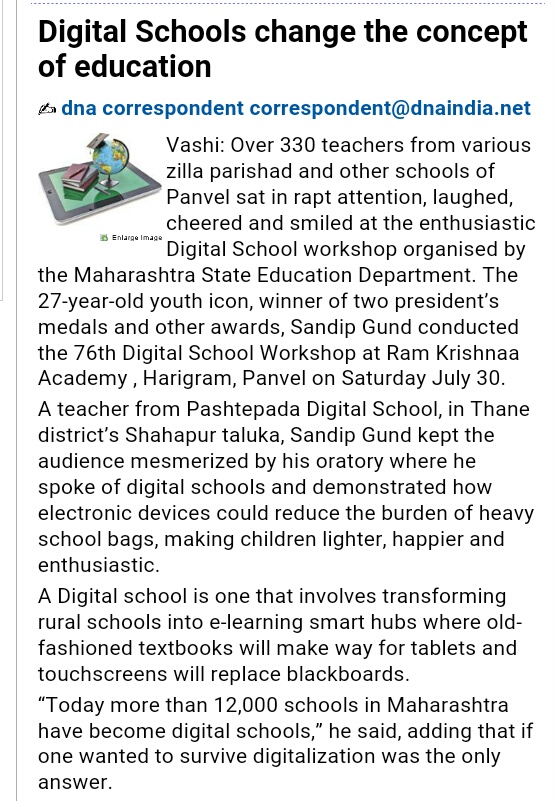 Digital Schools change the concept
of education
dna correspondent correspondent@dnaindia.net
Vashi: Over 330 teachers from various
zilla parishad and other schools of
Panvel sat in rapt attention, laughed,
cheered and smiled at the enthusiastic
Enlarge Image
Digital School workshop organised by
the Maharashtra State Education Department. The
27-year-old youth icon, winner of two president’s
medals and other awards, Sandip Gund conducted
the 76th Digital School Workshop at Ram Krishnaa
Academy , Harigram, Panvel on Saturday July 30.
A teacher from Pashtepada Digital School, in Thane
district’s Shahapur taluka, Sandip Gund kept the
audience mesmerized by his oratory where he
spoke of digital schools and demonstrated how
electronic devices could reduce the burden of heavy
school bags, making children lighter, happier and
enthusiastic.
A Digital school is one that involves transforming
rural schools into e-learning smart hubs where old-
fashioned textbooks will make way for tablets and
touchscreens will replace blackboards.
“Today more than 12,000 schools in Maharashtra
have become digital schools,” he said, adding that if
one wanted to survive digitalization was the only
answer.